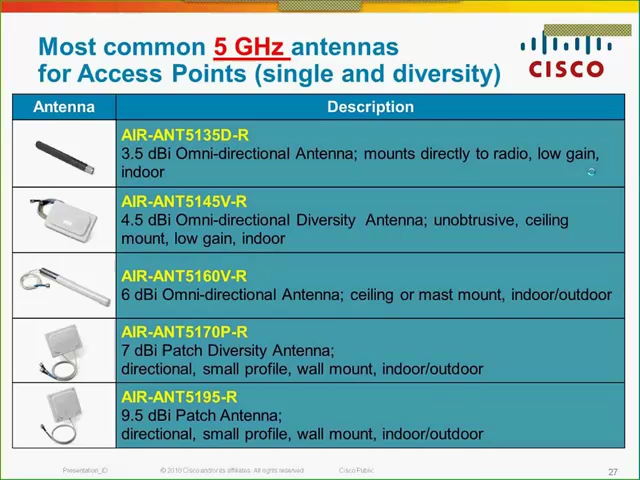 Most common 5 GHz antennas
for Access Points (single and diversity)
CISCO
Antenna Description
AIR-ANT5135D-R
3.5 dBi Omni-directional Antenna; mounts directly to radio, low gain,
indoor
AIR-ANT5145V-R
4.5 dBi Omni-directional Diversity Antenna; unobtrusive, ceiling
mount, low gain, indoor
AIR-ANT5160V-R
6 dBi Omni-directional Antenna; ceiling or mast mount, indoor/outdoor
AIR-ANT5170P-R
7 dBi Patch Diversity Antenna;
directional, small profile, wall mount, indoor/outdoor
AIR-ANT5195-R
9.5 dBi Patch Antenna;
directional, small profile, wall mount, indoor/outdoor
Presentation_ID © 2010 Cisco and/or its affiliates. All rights reserved. Cisco Public 27